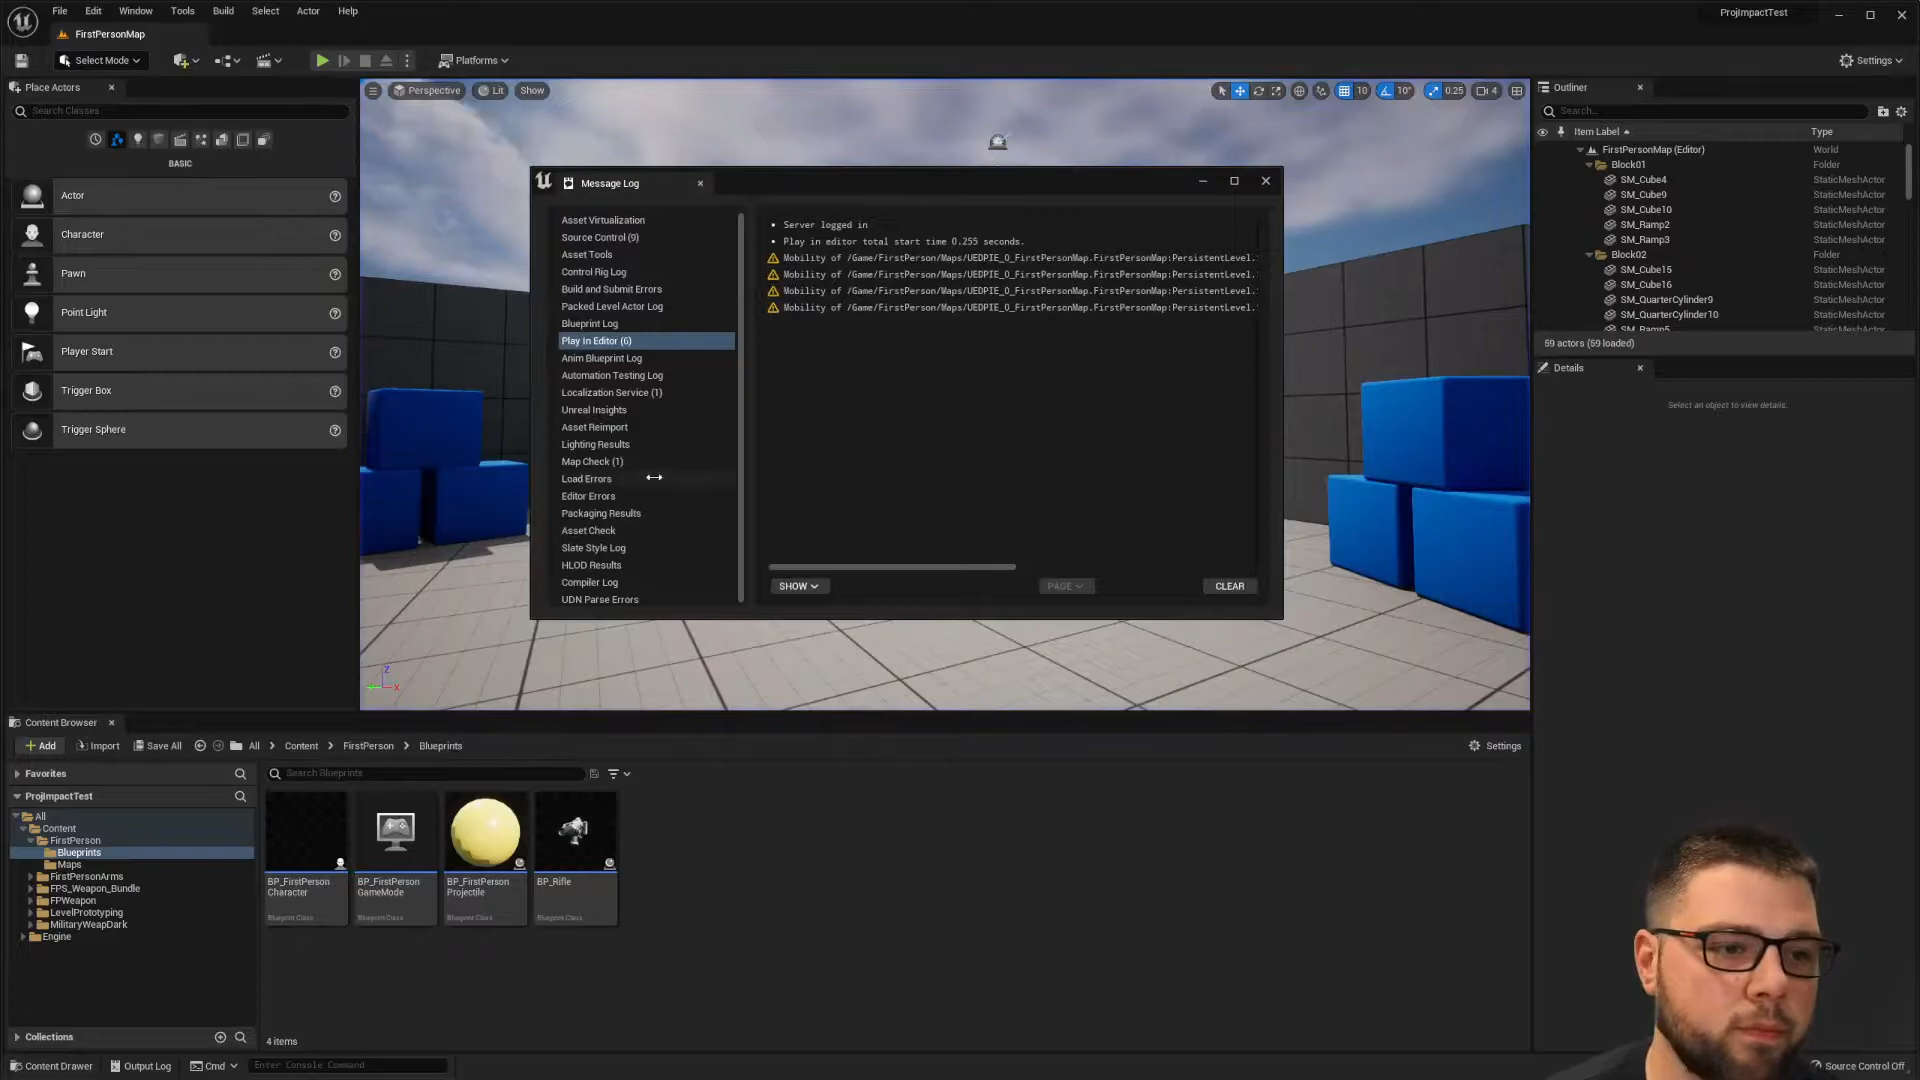 File Edit Window Tools Build Select Actor Help
ProjImpactTest
FirstPersonMap
Select Mode
Platforms
Settings
Place Actors
Search Classes
BASIC
Actor
Character
Pawn
Point Light
Player Start
Trigger Box
Trigger Sphere
Perspective Lit Show
10 10° 0.25 4
Message Log
Asset Virtualization
Source Control (9)
Asset Tools
Control Rig Log
Build and Submit Errors
Packed Level Actor Log
Blueprint Log
Play In Editor (6)
Anim Blueprint Log
Automation Testing Log
Localization Service (1)
Unreal Insights
Asset Reimport
Lighting Results
Map Check (1)
Load Errors
Editor Errors
Packaging Results
Asset Check
Slate Style Log
HLOD Results
Compiler Log
UDN Parse Errors
Server logged in
Play in editor total start time 0.255 seconds.
Mobility of /Game/FirstPerson/Maps/UEDPIE_0_FirstPersonMap.FirstPersonMap:PersistentLevel.
Mobility of /Game/FirstPerson/Maps/UEDPIE_0_FirstPersonMap.FirstPersonMap:PersistentLevel.
Mobility of /Game/FirstPerson/Maps/UEDPIE_0_FirstPersonMap.FirstPersonMap:PersistentLevel.
Mobility of /Game/FirstPerson/Maps/UEDPIE_0_FirstPersonMap.FirstPersonMap:PersistentLevel.
SHOW PAGE CLEAR
Z
X
Outliner
Search...
Item Label Type
FirstPersonMap (Editor) World
Block01 Folder
SM_Cube4 StaticMeshActor
SM_Cube9 StaticMeshActor
SM_Cube10 StaticMeshActor
SM_Ramp2 StaticMeshActor
SM_Ramp3 StaticMeshActor
Block02 Folder
SM_Cube15 StaticMeshActor
SM_Cube16 StaticMeshActor
SM_QuarterCylinder9 StaticMeshActor
SM_QuarterCylinder10 StaticMeshActor
SM_Ramp5 StaticMeshActor
59 actors (59 loaded)
Details
Select an object to view details.
Content Browser
Add Import Save All All Content FirstPerson Blueprints
Settings
Favorites
ProjImpactTest
All
Content
FirstPerson
Blueprints
Maps
FirstPersonArms
FPS_Weapon_Bundle
FPWeapon
LevelPrototyping
MilitaryWeapDark
Engine
Collections
Search Blueprints
BP_FirstPerson
Character
Blueprint Class
BP_FirstPerson
GameMode
Blueprint Class
BP_FirstPerson
Projectile
Blueprint Class
BP_Rifle
Blueprint Class
4 items
Content Drawer Output Log Cmd Enter Console Command
Source Control Off